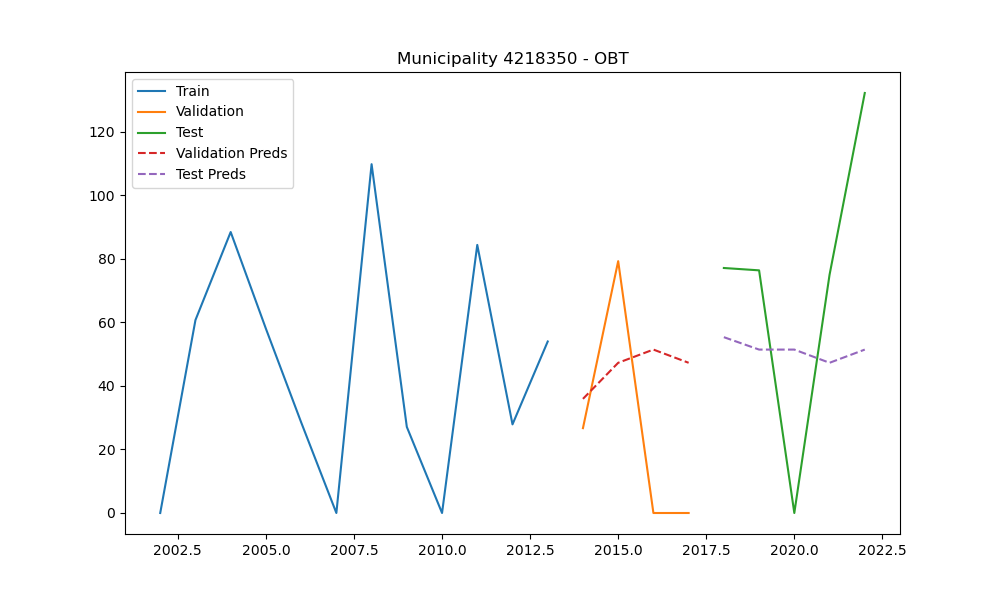 Municipality 4218350 - OBT
Train
Validation
Test
Validation Preds
Test Preds
120
100
80
60
40
20
0
2002.5 2005.0 2007.5 2010.0 2012.5 2015.0 2017.5 2020.0 2022.5